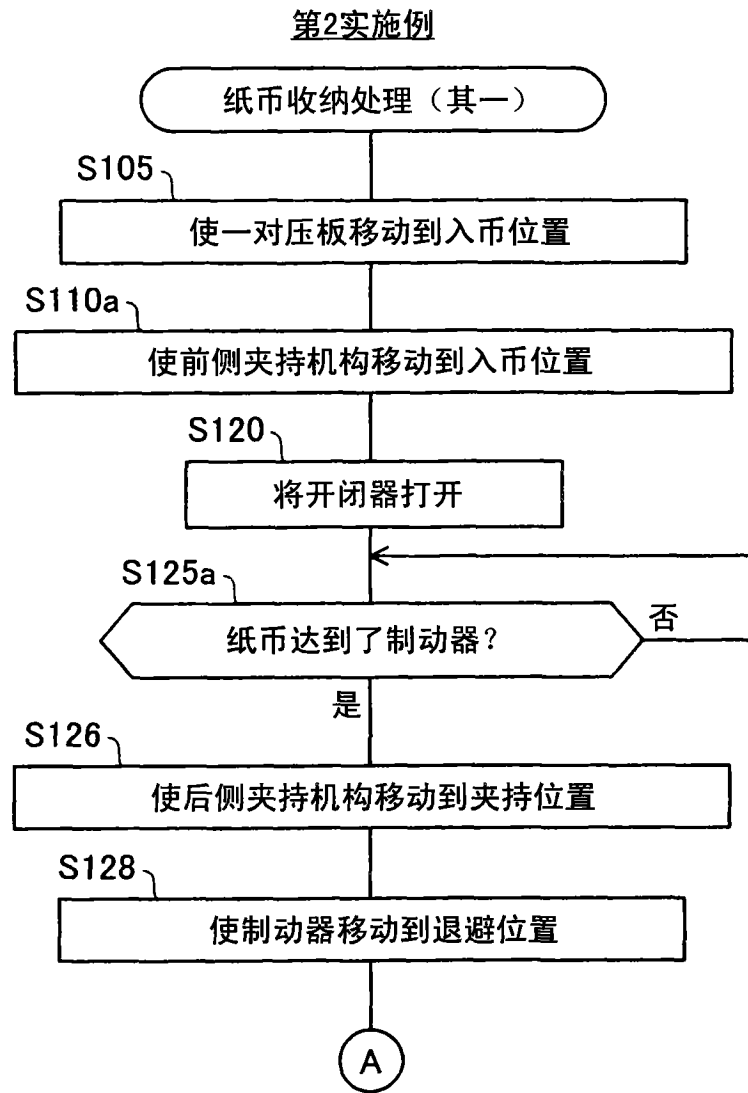 第2实施例
纸币收纳处理（其一）
S105
使一对压板移动到入币位置
S110a
使前侧夹持机构移动到入币位置
S120
将开闭器打开
S125a
纸币达到了制动器？
否
是
S126
使后侧夹持机构移动到夹持位置
S128
使制动器移动到退避位置
A